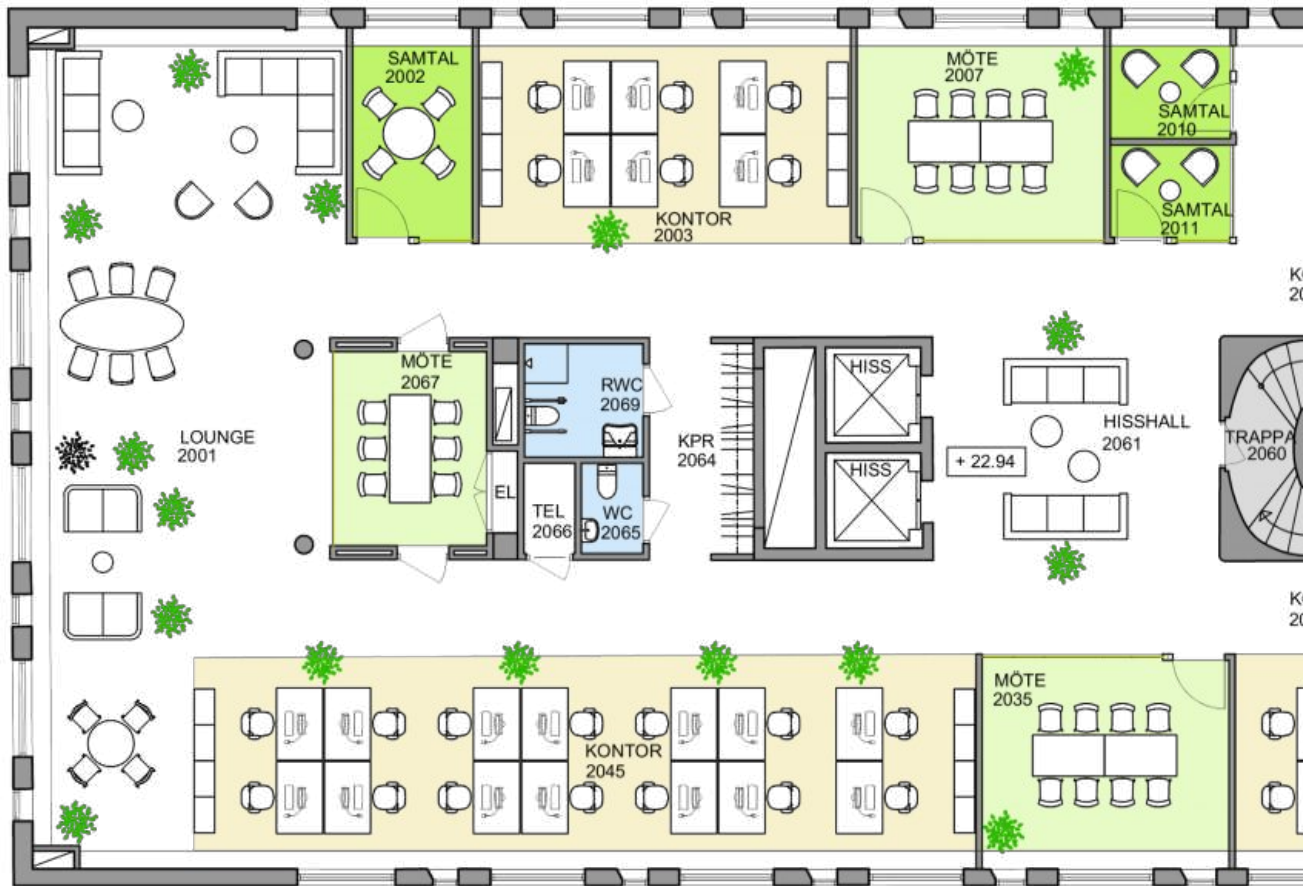 SAMTAL
2002
KONTOR
2003
MÖTE
2007
SAMTAL
2010
SAMTAL
2011
MÖTE
2067
RWC
2069
HISS
KPR
2064
HISSHALL
2061
TRAPPA
2060
LOUNGE
2001
+ 22.94
HISS
EL
TEL
2066
WC
2065
MÖTE
2035
KONTOR
2045